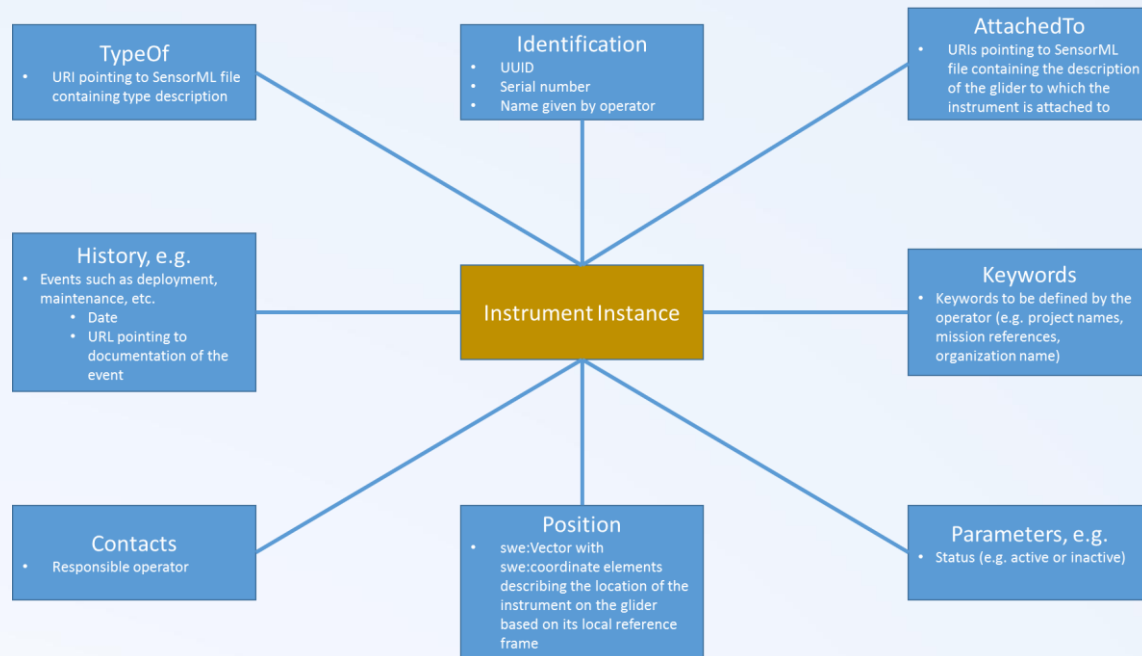 TypeOf
• URI pointing to SensorML file
containing type description
Identification
• UUID
• Serial number
• Name given by operator
AttachedTo
• URIs pointing to SensorML
file containing the description
of the glider to which the
instrument is attached to
History, e.g.
• Events such as deployment,
maintenance, etc.
• Date
• URL pointing to
documentation of the
event
Instrument Instance
Keywords
• Keywords to be defined by the
operator (e.g. project names,
mission references,
organization name)
Contacts
• Responsible operator
Position
• swe:Vector with
swe:coordinate elements
describing the location of the
instrument on the glider
based on its local reference
frame
Parameters, e.g.
• Status (e.g. active or inactive)